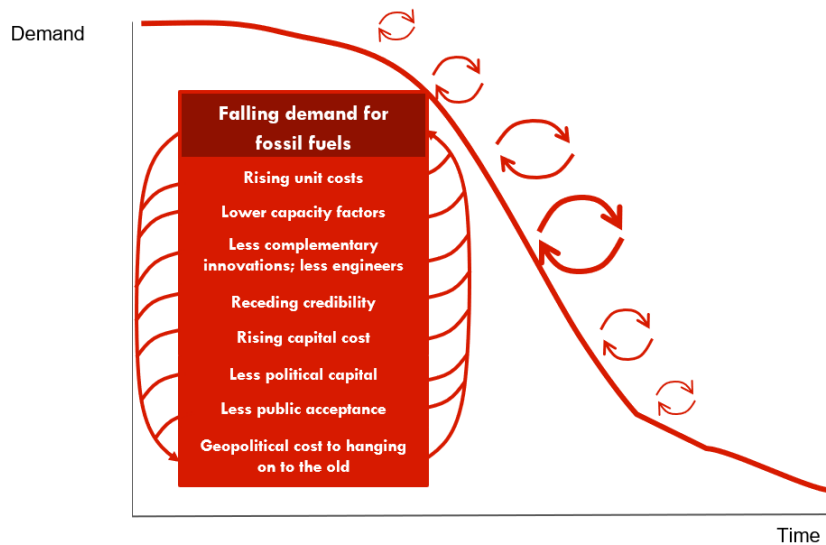 Demand
Falling demand for
fossil fuels
Rising unit costs
Lower capacity factors
Less complementary
innovations; less engineers
Receding credibility
Rising capital cost
Less political capital
Less public acceptance
Geopolitical cost to hanging
on to the old
Time